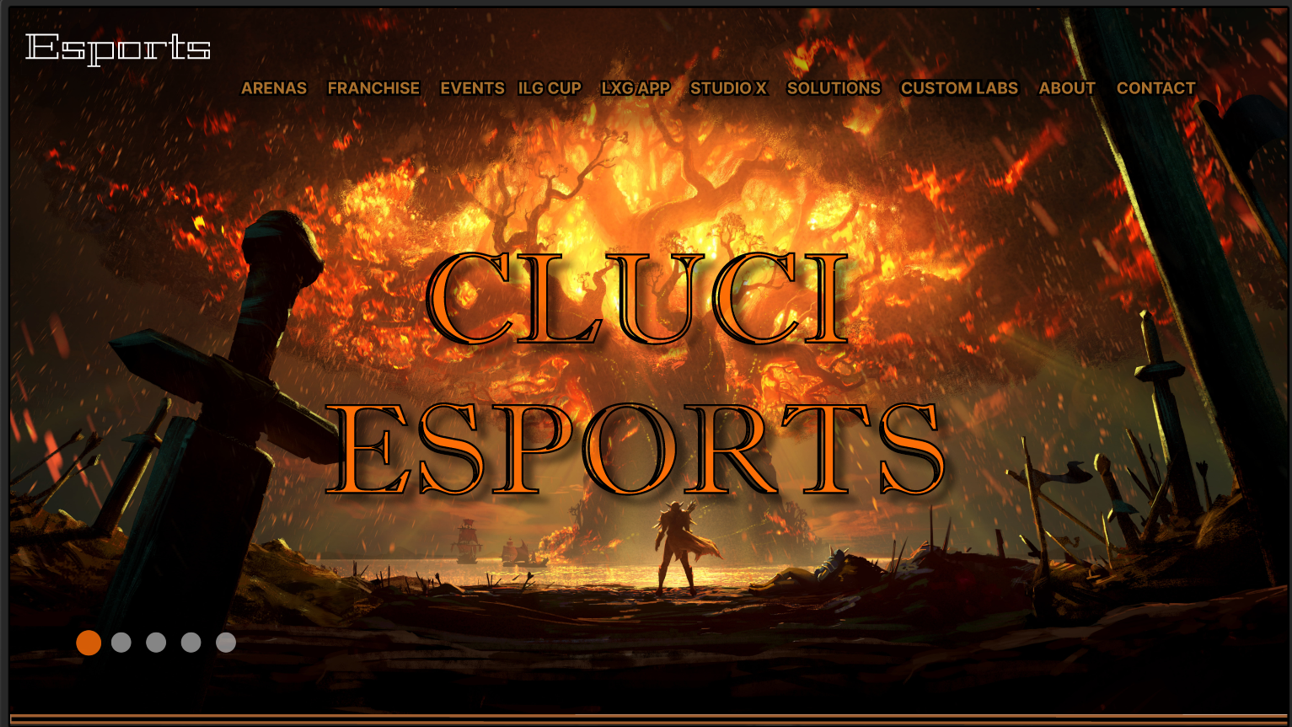 Esports
ARENAS FRANCHISE EVENTS ILG CUP LXG APP STUDIO X SOLUTIONS CUSTOM LABS ABOUT CONTACT
CLUCI
ESPORTS